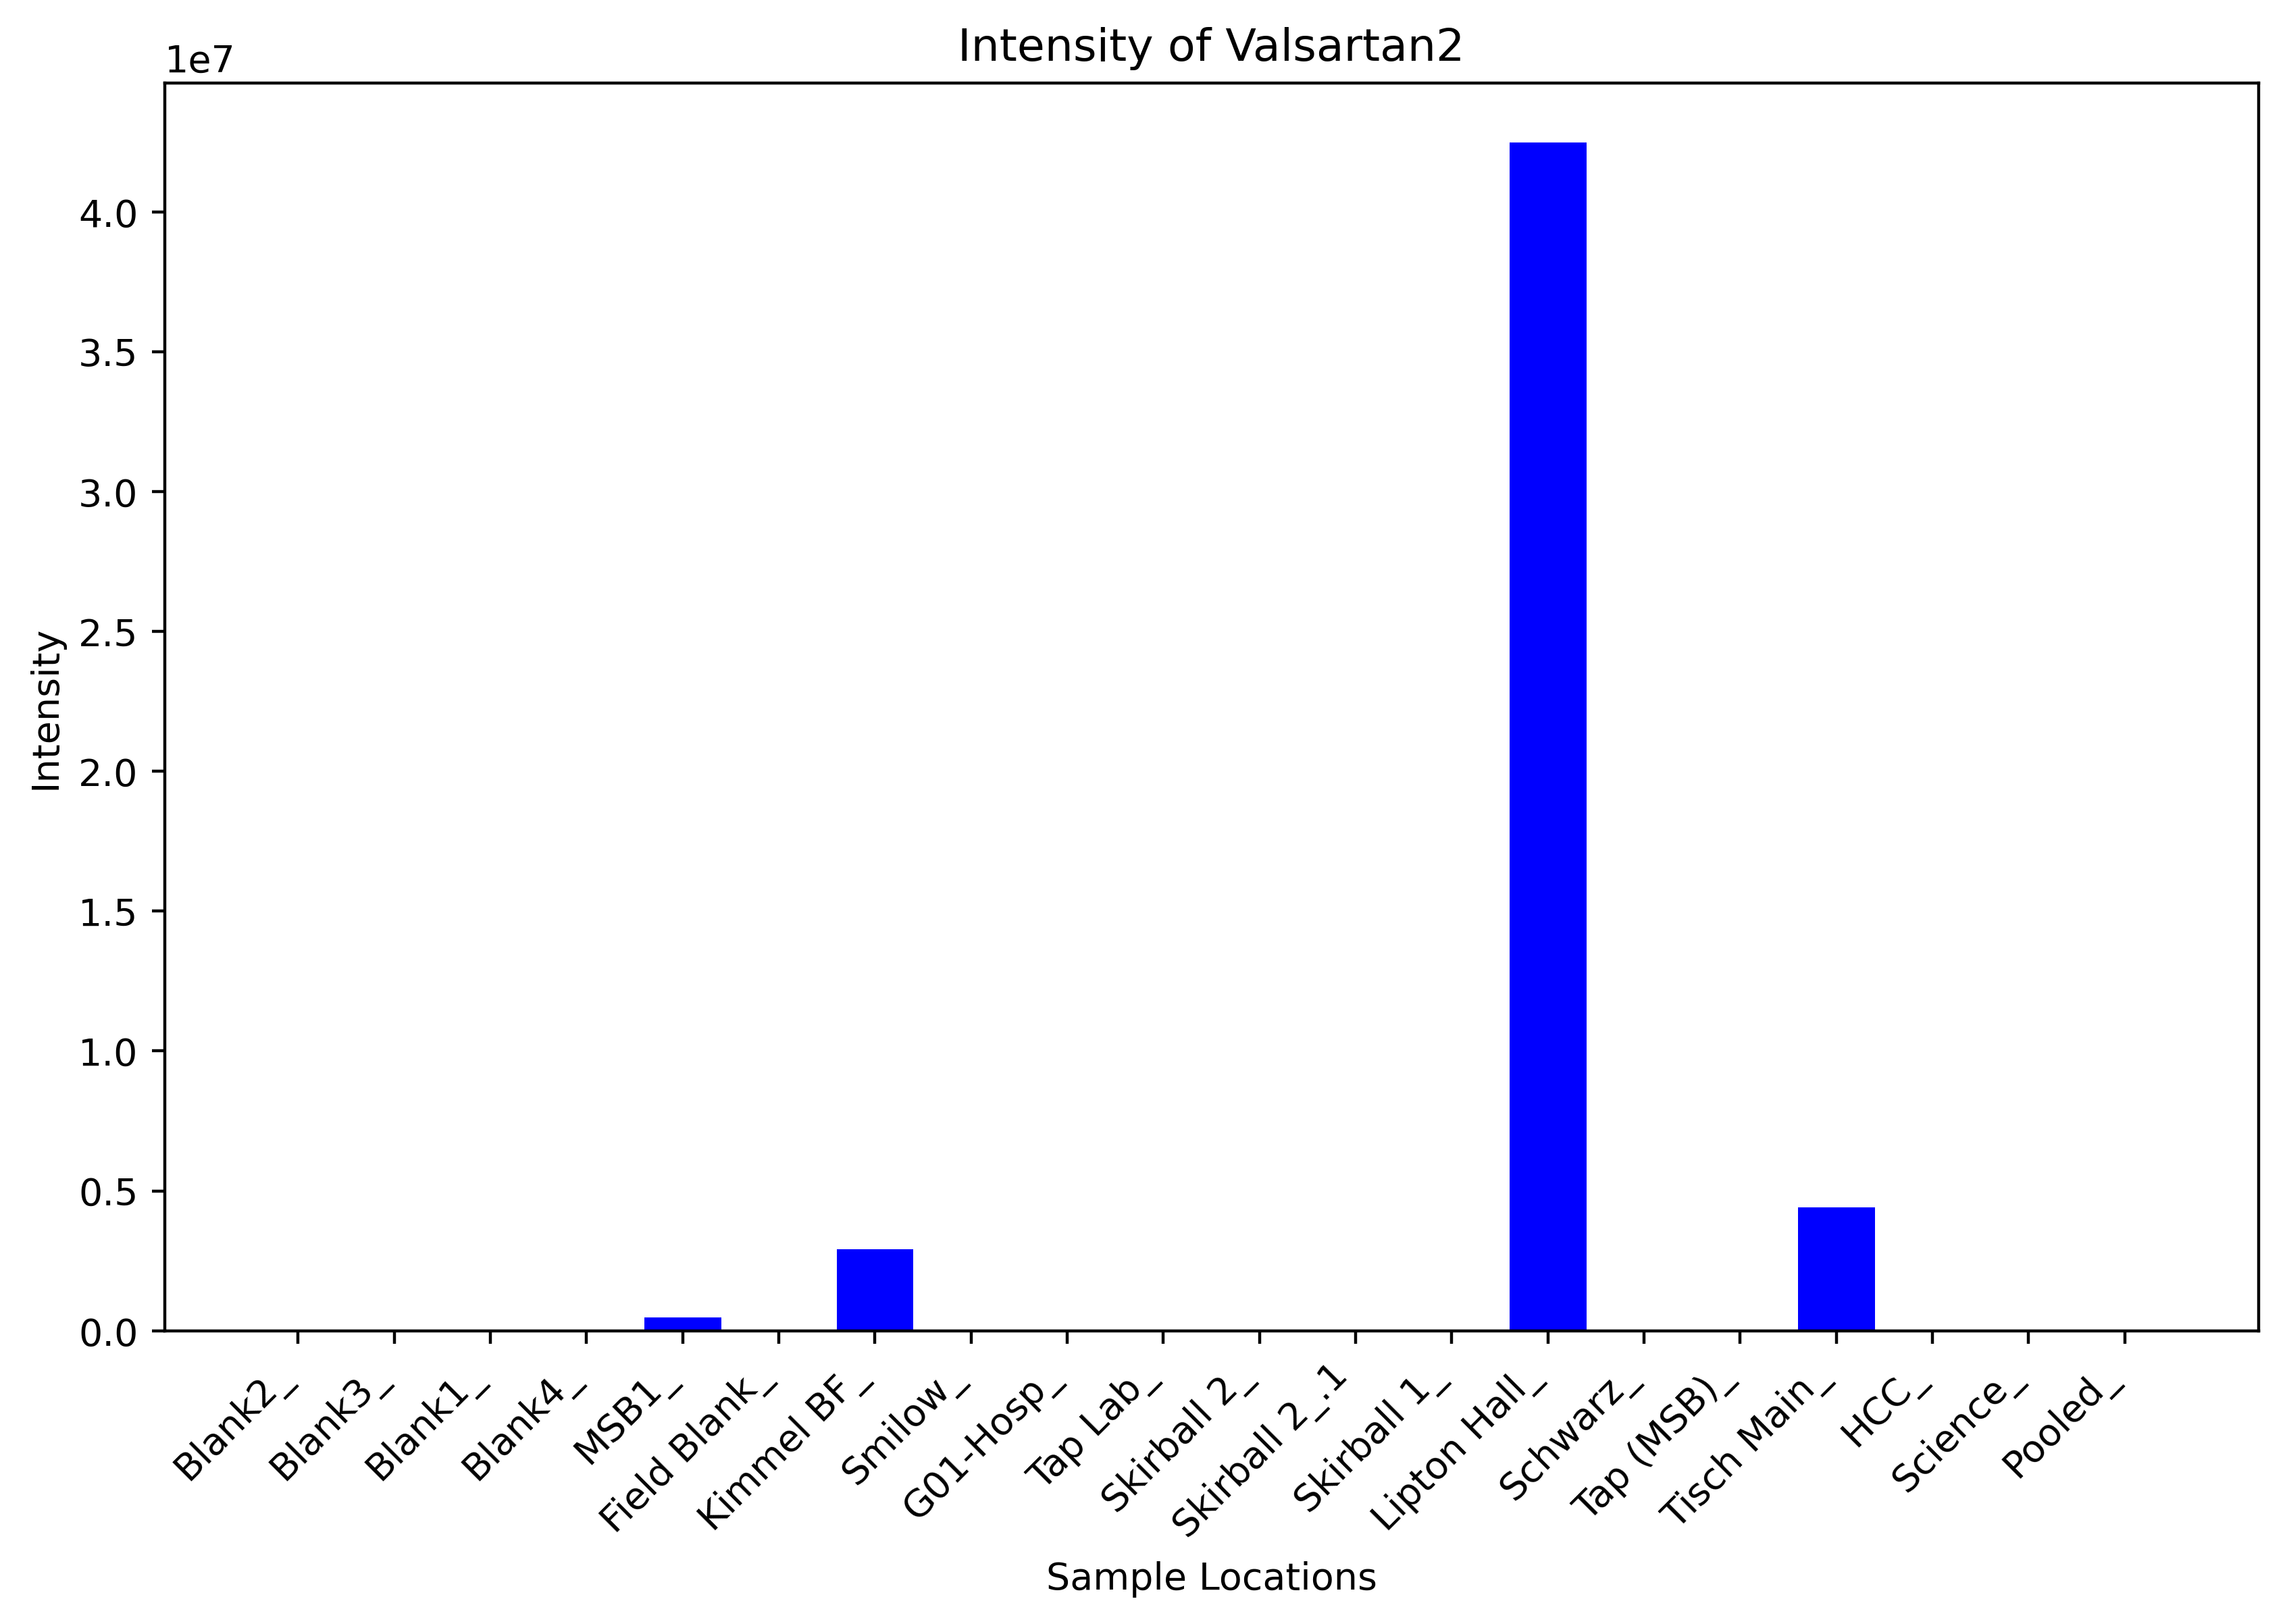 Intensity of Valsartan2
1e7
4.0
3.5
3.0
2.5
2.0
1.5
1.0
0.5
0.0
Intensity
Blank2_
Blank3_
Blank1_
Blank4_
MSB1_
Field Blank_
Kimmel BF_
Smilow_
G01-Hosp_
Tap Lab_
Skirball 2_
Skirball 2_.1
Skirball 1_
Lipton Hall_
Schwarz_
Tap (MSB)_
Tisch Main_
HCC_
Science_
Pooled_
Sample Locations